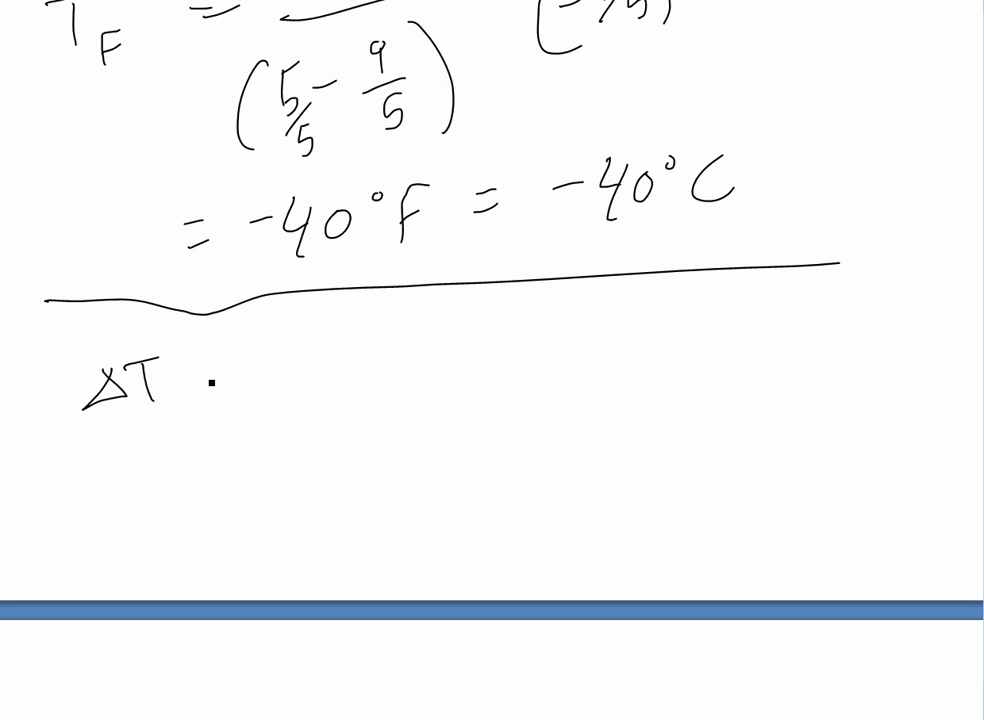 T_F =
(5/5 - 9/5)
= -40°F = -40°C
ΔT